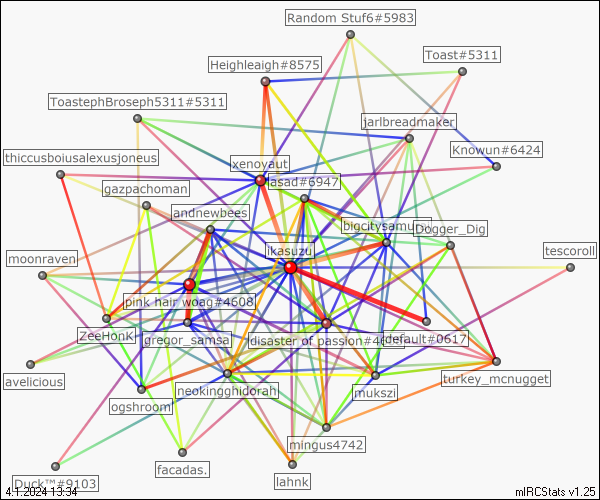 Random Stuf6#5983
Toast#5311
Heighleaigh#8575
ToastephBroseph5311#5311
jarlbreadmaker
Knowun#6424
thiccusboiusalexusjoneus
xenoyaut
jasad#6947
gazpachoman
andnewbees
bigcitysamu
Dogger_Dig
ikasuzu
tescoroll
moonraven
pink hair woag#4608
ZeeHonK
gregor_samsa
disaster of passion#4
default#0617
avelicious
neokingghidorah
mukszi
turkey_mcnugget
ogshroom
mingus4742
facadas.
lahnk
Duck™#9103
4.1.2024 13:34
mIRCStats v1.25